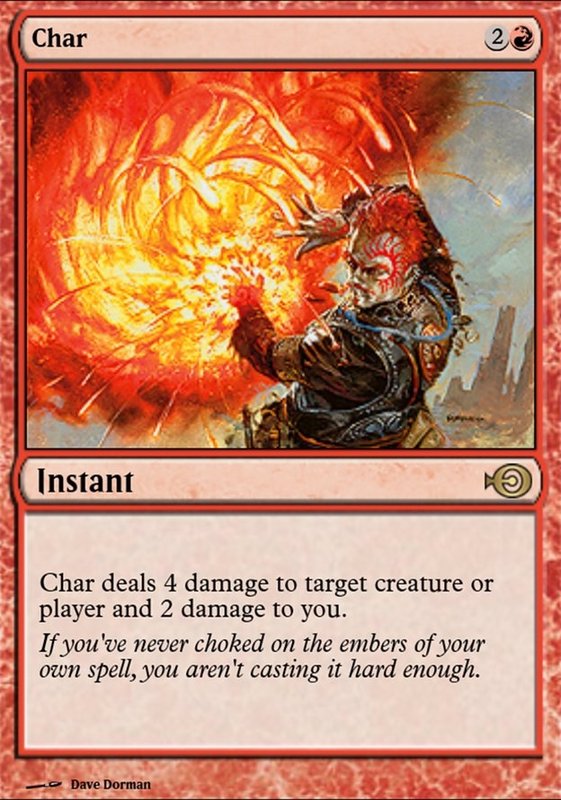 Char 2
Instant
Char deals 4 damage to target creature or
player and 2 damage to you.
If you've never choked on the embers of your
own spell, you aren't casting it hard enough.
Dave Dorman